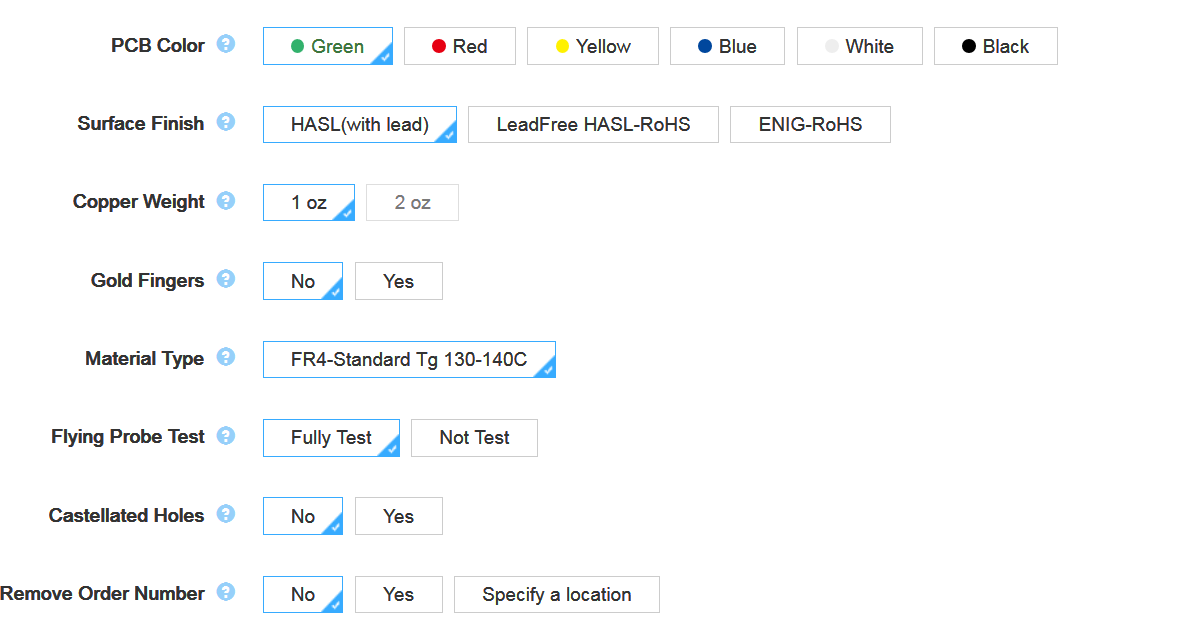 PCB Color ? Green Red Yellow Blue White Black
Surface Finish ? HASL(with lead) LeadFree HASL-RoHS ENIG-RoHS
Copper Weight ? 1 oz 2 oz
Gold Fingers ? No Yes
Material Type ? FR4-Standard Tg 130-140C
Flying Probe Test ? Fully Test Not Test
Castellated Holes ? No Yes
Remove Order Number ? No Yes Specify a location